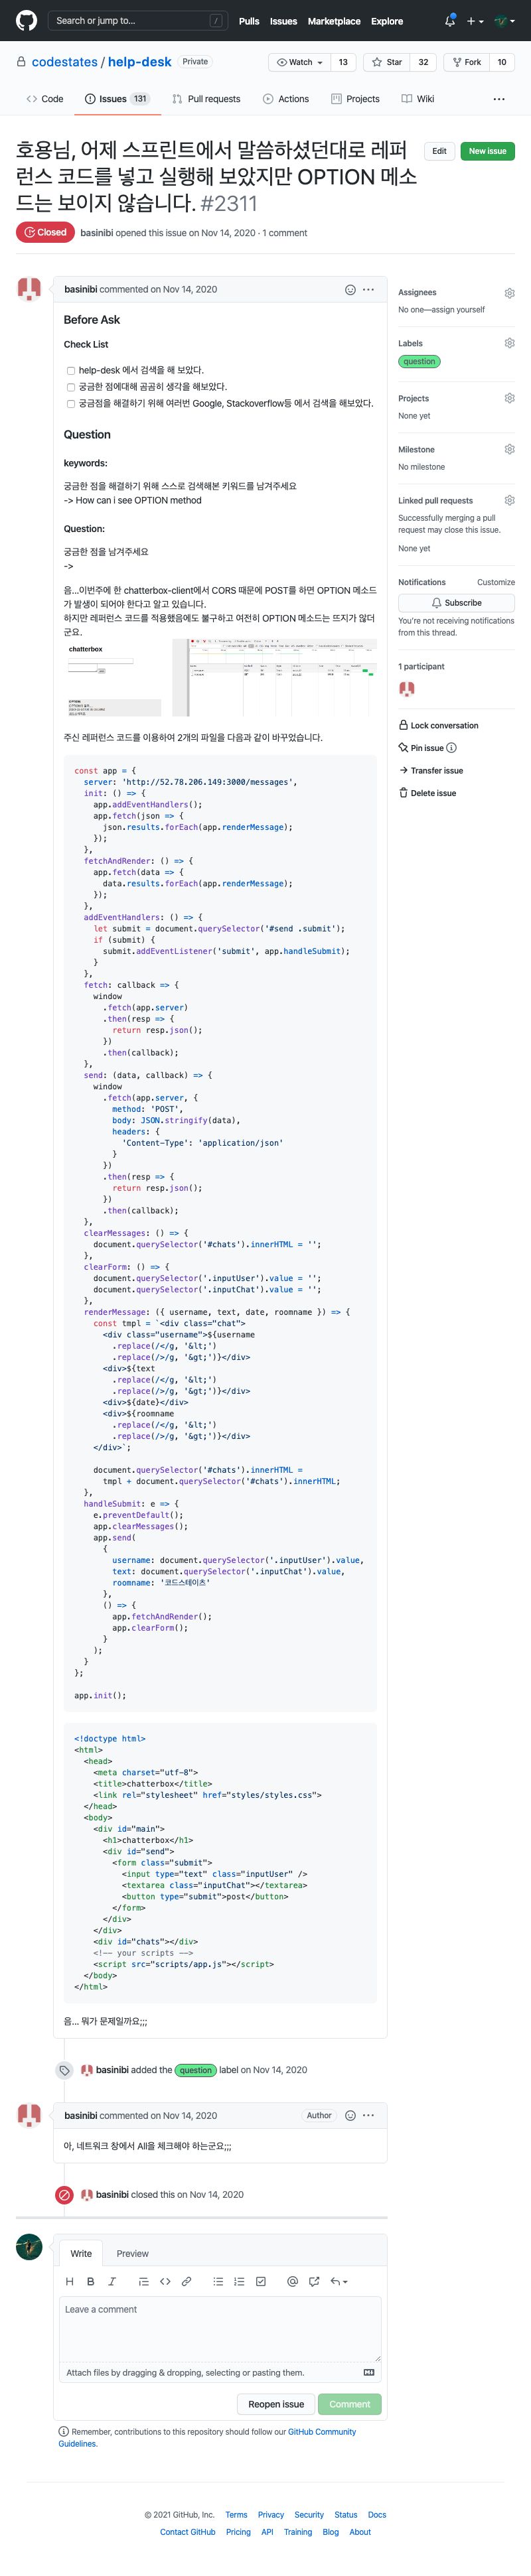 Search or jump to...
/
Pulls Issues Marketplace Explore
codestates / help-desk Private
Watch 13 Star 32 Fork 10
Code Issues 131 Pull requests Actions Projects Wiki
호용님, 어제 스프린트에서 말씀하셨던대로 레퍼
런스 코드를 넣고 실행해 보았지만 OPTION 메소
드는 보이지 않습니다. #2311
Edit New issue
Closed basinibi opened this issue on Nov 14, 2020 · 1 comment
basinibi commented on Nov 14, 2020
Before Ask
Check List
help-desk 에서 검색을 해 보았다.
궁금한 점에대해 곰곰히 생각을 해보았다.
궁금점을 해결하기 위해 여러번 Google, Stackoverflow등 에서 검색을 해보았다.
Question
keywords:
궁금한 점을 해결하기 위해 스스로 검색해본 키워드를 남겨주세요
-> How can i see OPTION method
Question:
궁금한 점을 남겨주세요
->
음...이번주에 한 chatterbox-client에서 CORS 때문에 POST를 하면 OPTION 메소드
가 발생이 되어야 한다고 알고 있습니다.
하지만 레퍼런스 코드를 적용했음에도 불구하고 여전히 OPTION 메소드는 뜨지가 않더
군요.
chatterbox
주신 레퍼런스 코드를 이용하여 2개의 파일을 다음과 같이 바꾸었습니다.
const app = {
server: 'http://52.78.206.149:3000/messages',
init: () => {
app.addEventHandlers();
app.fetch(json => {
json.results.forEach(app.renderMessage);
});
},
fetchAndRender: () => {
app.fetch(data => {
data.results.forEach(app.renderMessage);
});
},
addEventHandlers: () => {
let submit = document.querySelector('#send .submit');
if (submit) {
submit.addEventListener('submit', app.handleSubmit);
}
},
fetch: callback => {
window
.fetch(app.server)
.then(resp => {
return resp.json();
})
.then(callback);
},
send: (data, callback) => {
window
.fetch(app.server, {
method: 'POST',
body: JSON.stringify(data),
headers: {
'Content-Type': 'application/json'
}
})
.then(resp => {
return resp.json();
})
.then(callback);
},
clearMessages: () => {
document.querySelector('#chats').innerHTML = '';
},
clearForm: () => {
document.querySelector('.inputUser').value = '';
document.querySelector('.inputChat').value = '';
},
renderMessage: ({ username, text, date, roomname }) => {
const tmpl = `<div class="chat">
<div class="username">${username
.replace(/</g, '&lt;')
.replace(/>/g, '&gt;')}</div>
<div>${text
.replace(/</g, '&lt;')
.replace(/>/g, '&gt;')}</div>
<div>${date}</div>
<div>${roomname
.replace(/</g, '&lt;')
.replace(/>/g, '&gt;')}</div>
</div>`;
document.querySelector('#chats').innerHTML =
tmpl + document.querySelector('#chats').innerHTML;
},
handleSubmit: e => {
e.preventDefault();
app.clearMessages();
app.send(
{
username: document.querySelector('.inputUser').value,
text: document.querySelector('.inputChat').value,
roomname: '코드스테이츠'
},
() => {
app.fetchAndRender();
app.clearForm();
}
);
}
};
app.init();
<!doctype html>
<html>
<head>
<meta charset="utf-8">
<title>chatterbox</title>
<link rel="stylesheet" href="styles/styles.css">
</head>
<body>
<div id="main">
<h1>chatterbox</h1>
<div id="send">
<form class="submit">
<input type="text" class="inputUser" />
<textarea class="inputChat"></textarea>
<button type="submit">post</button>
</form>
</div>
</div>
<div id="chats"></div>
<!-- your scripts -->
<script src="scripts/app.js"></script>
</body>
</html>
음... 뭐가 문제일까요;;;
basinibi added the question label on Nov 14, 2020
basinibi commented on Nov 14, 2020 Author
아, 네트워크 창에서 All을 체크해야 하는군요;;;
basinibi closed this on Nov 14, 2020
Write Preview
Leave a comment
Attach files by dragging & dropping, selecting or pasting them.
Reopen issue Comment
Remember, contributions to this repository should follow our GitHub Community
Guidelines.
Assignees
No one—assign yourself
Labels
question
Projects
None yet
Milestone
No milestone
Linked pull requests
Successfully merging a pull
request may close this issue.
None yet
Notifications Customize
Subscribe
You're not receiving notifications
from this thread.
1 participant
Lock conversation
Pin issue
Transfer issue
Delete issue
© 2021 GitHub, Inc. Terms Privacy Security Status Docs
Contact GitHub Pricing API Training Blog About